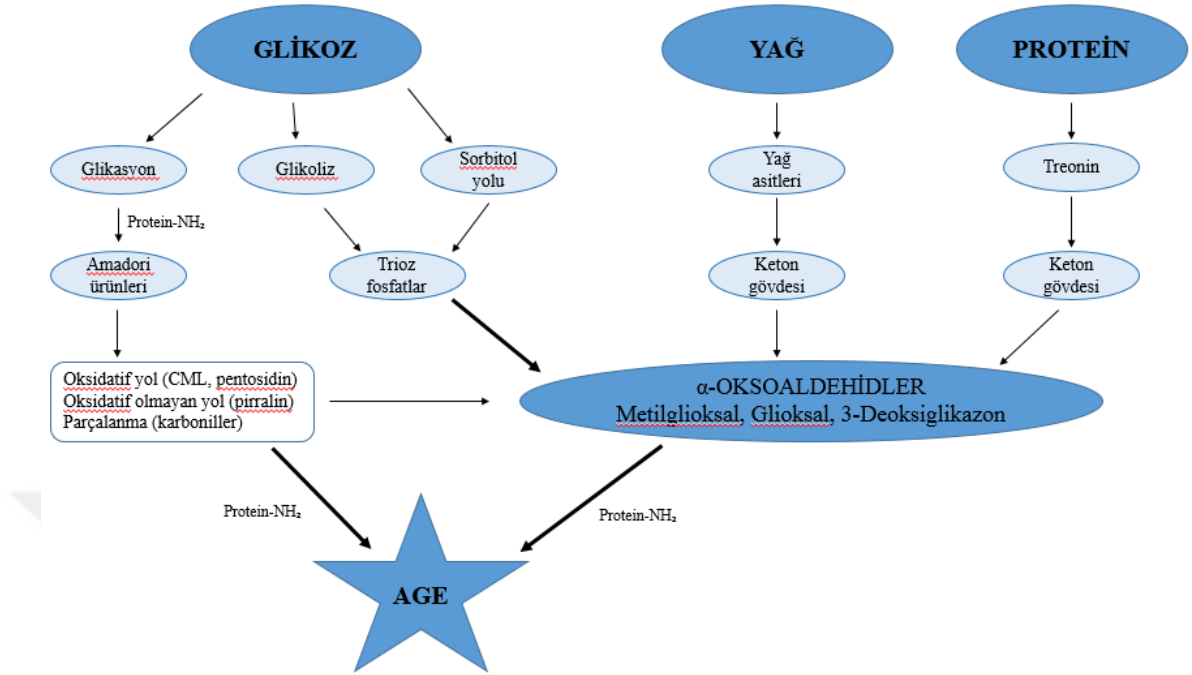 GLİKOZ
YAĞ
PROTEİN
Glikasyon
Glikoliz
Sorbitol
yolu
Yağ
asitleri
Treonin
Protein-NH₂
Amadori
ürünleri
Trioz
fosfatlar
Keton
gövdesi
Keton
gövdesi
Oksidatif yol (CML, pentosidin)
Oksidatif olmayan yol (pirralin)
Parçalanma (karboniller)
α-OKSOALDEHİDLER
Metilglioksal, Glioksal, 3-Deoksiglikazon
Protein-NH₂
Protein-NH₂
AGE